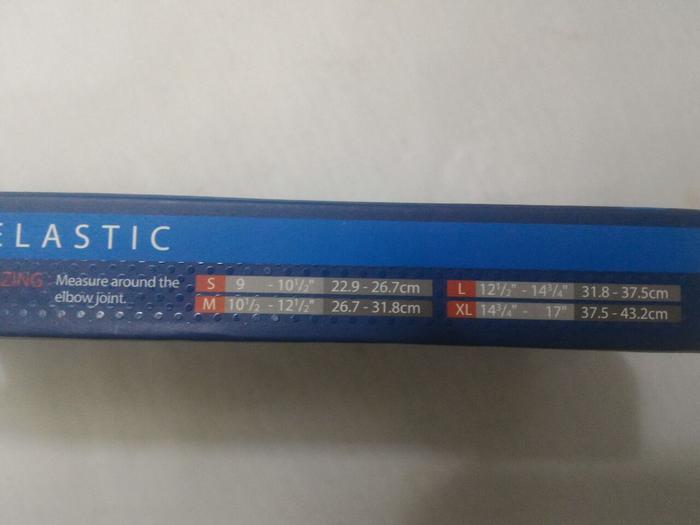 ELASTIC
ZING Measure around the
elbow joint.
S 9 - 10½" 22.9 - 26.7cm
M 10½ - 12½" 26.7 - 31.8cm
L 12½" - 14¾" 31.8 - 37.5cm
XL 14¾" - 17" 37.5 - 43.2cm